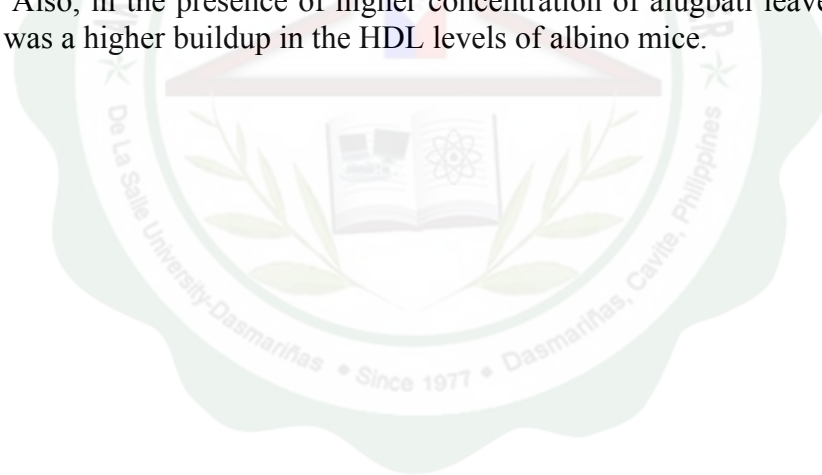 Also, in the presence of higher concentration of alugbati
was a higher buildup in the HDL levels of albino mice.
De La Salle University-Dasmariñas • Since 1977 • Dasmariñas, Cavite, Philippines